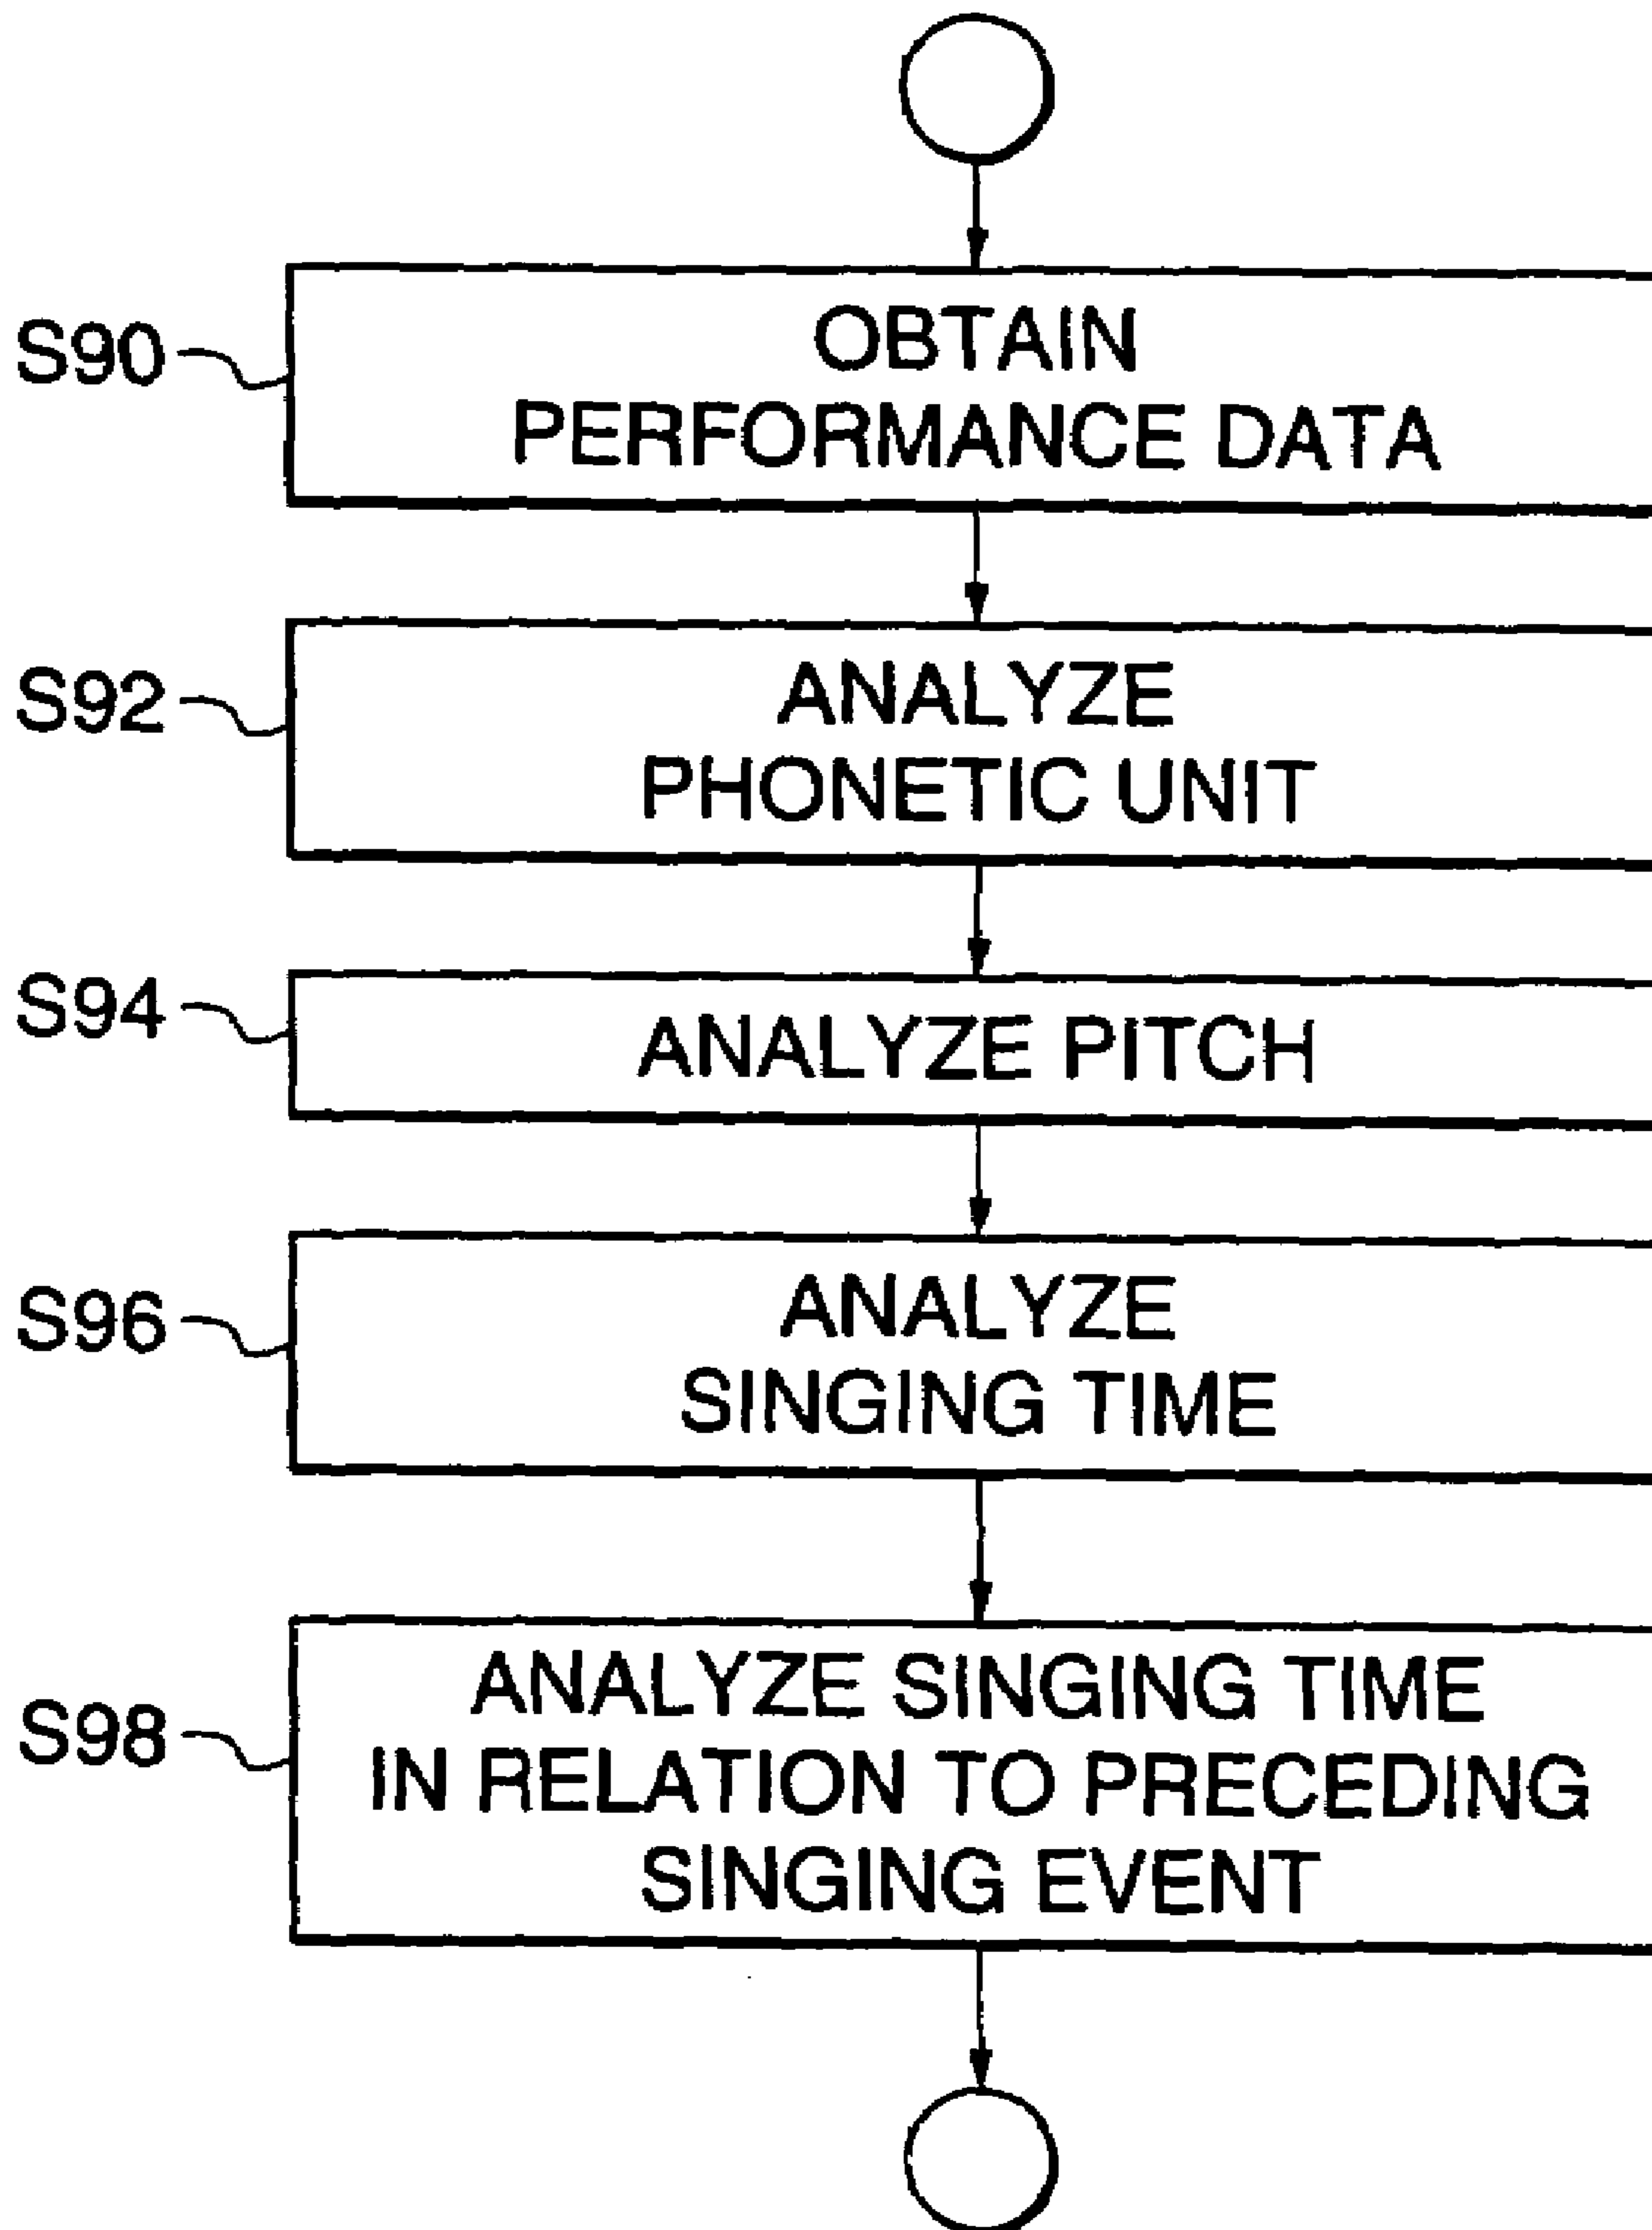 S90
OBTAIN
PERFORMANCE DATA
S92
ANALYZE
PHONETIC UNIT
S94
ANALYZE PITCH
S96
ANALYZE
SINGING TIME
S98
ANALYZE SINGING TIME
IN RELATION TO PRECEDING
SINGING EVENT